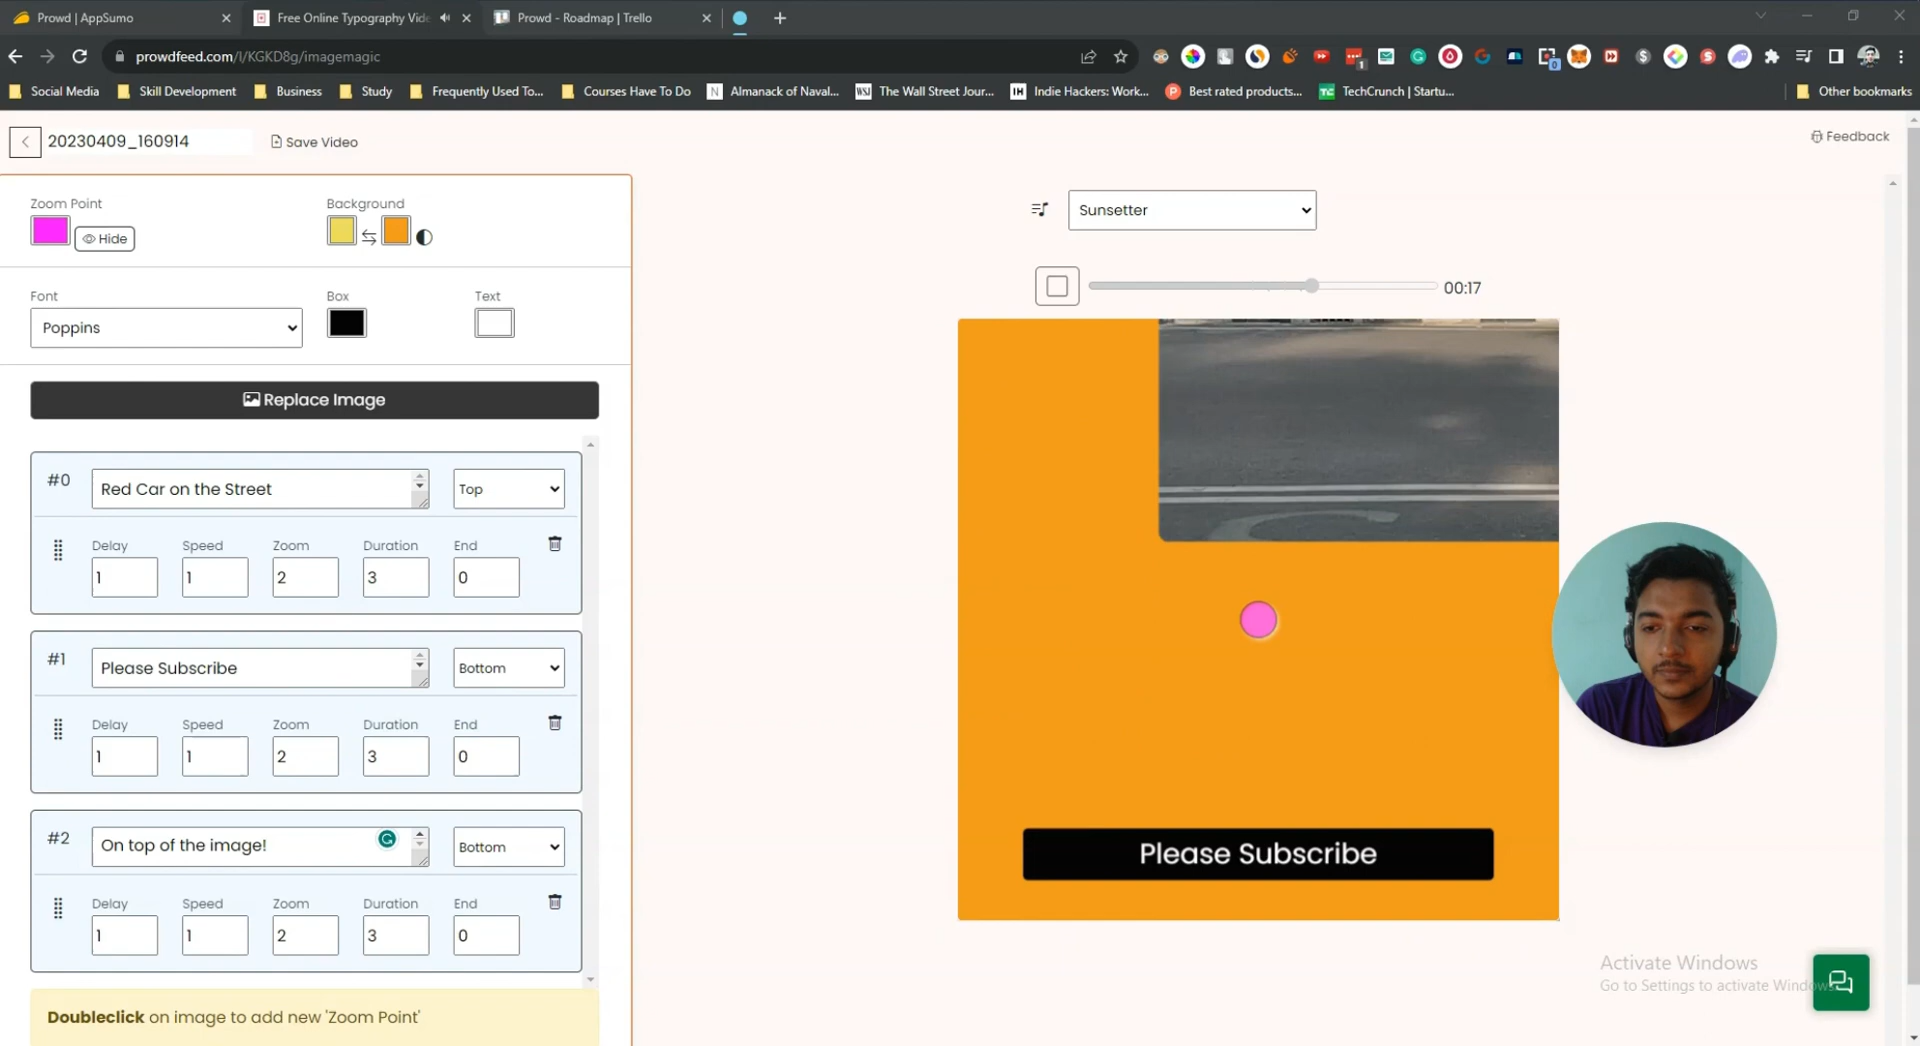 Prowd | AppSumo
Free Online Typography Vide
Prowd - Roadmap | Trello
prowdfeed.com/l/KGKD8g/imagemagic
Social Media
Skill Development
Business
Study
Frequently Used To...
Courses Have To Do
N
Almanack of Naval...
WSJ
The Wall Street Jour...
IH
Indie Hackers: Work...
P
Best rated products...
TC
TechCrunch | Startu...
Other bookmarks
20230409_160914
Save Video
Feedback
Zoom Point
Background
Hide
Sunsetter
00:17
Font
Box
Text
Poppins
Replace Image
#0
Red Car on the Street
Top
Delay
Speed
Zoom
Duration
End
1
1
2
3
0
#1
Please Subscribe
Bottom
Delay
Speed
Zoom
Duration
End
1
1
2
3
0
#2
On top of the image!
Bottom
Delay
Speed
Zoom
Duration
End
1
1
2
3
0
Doubleclick on image to add new 'Zoom Point'
Please Subscribe
Activate Windows
Go to Settings to activate Windows